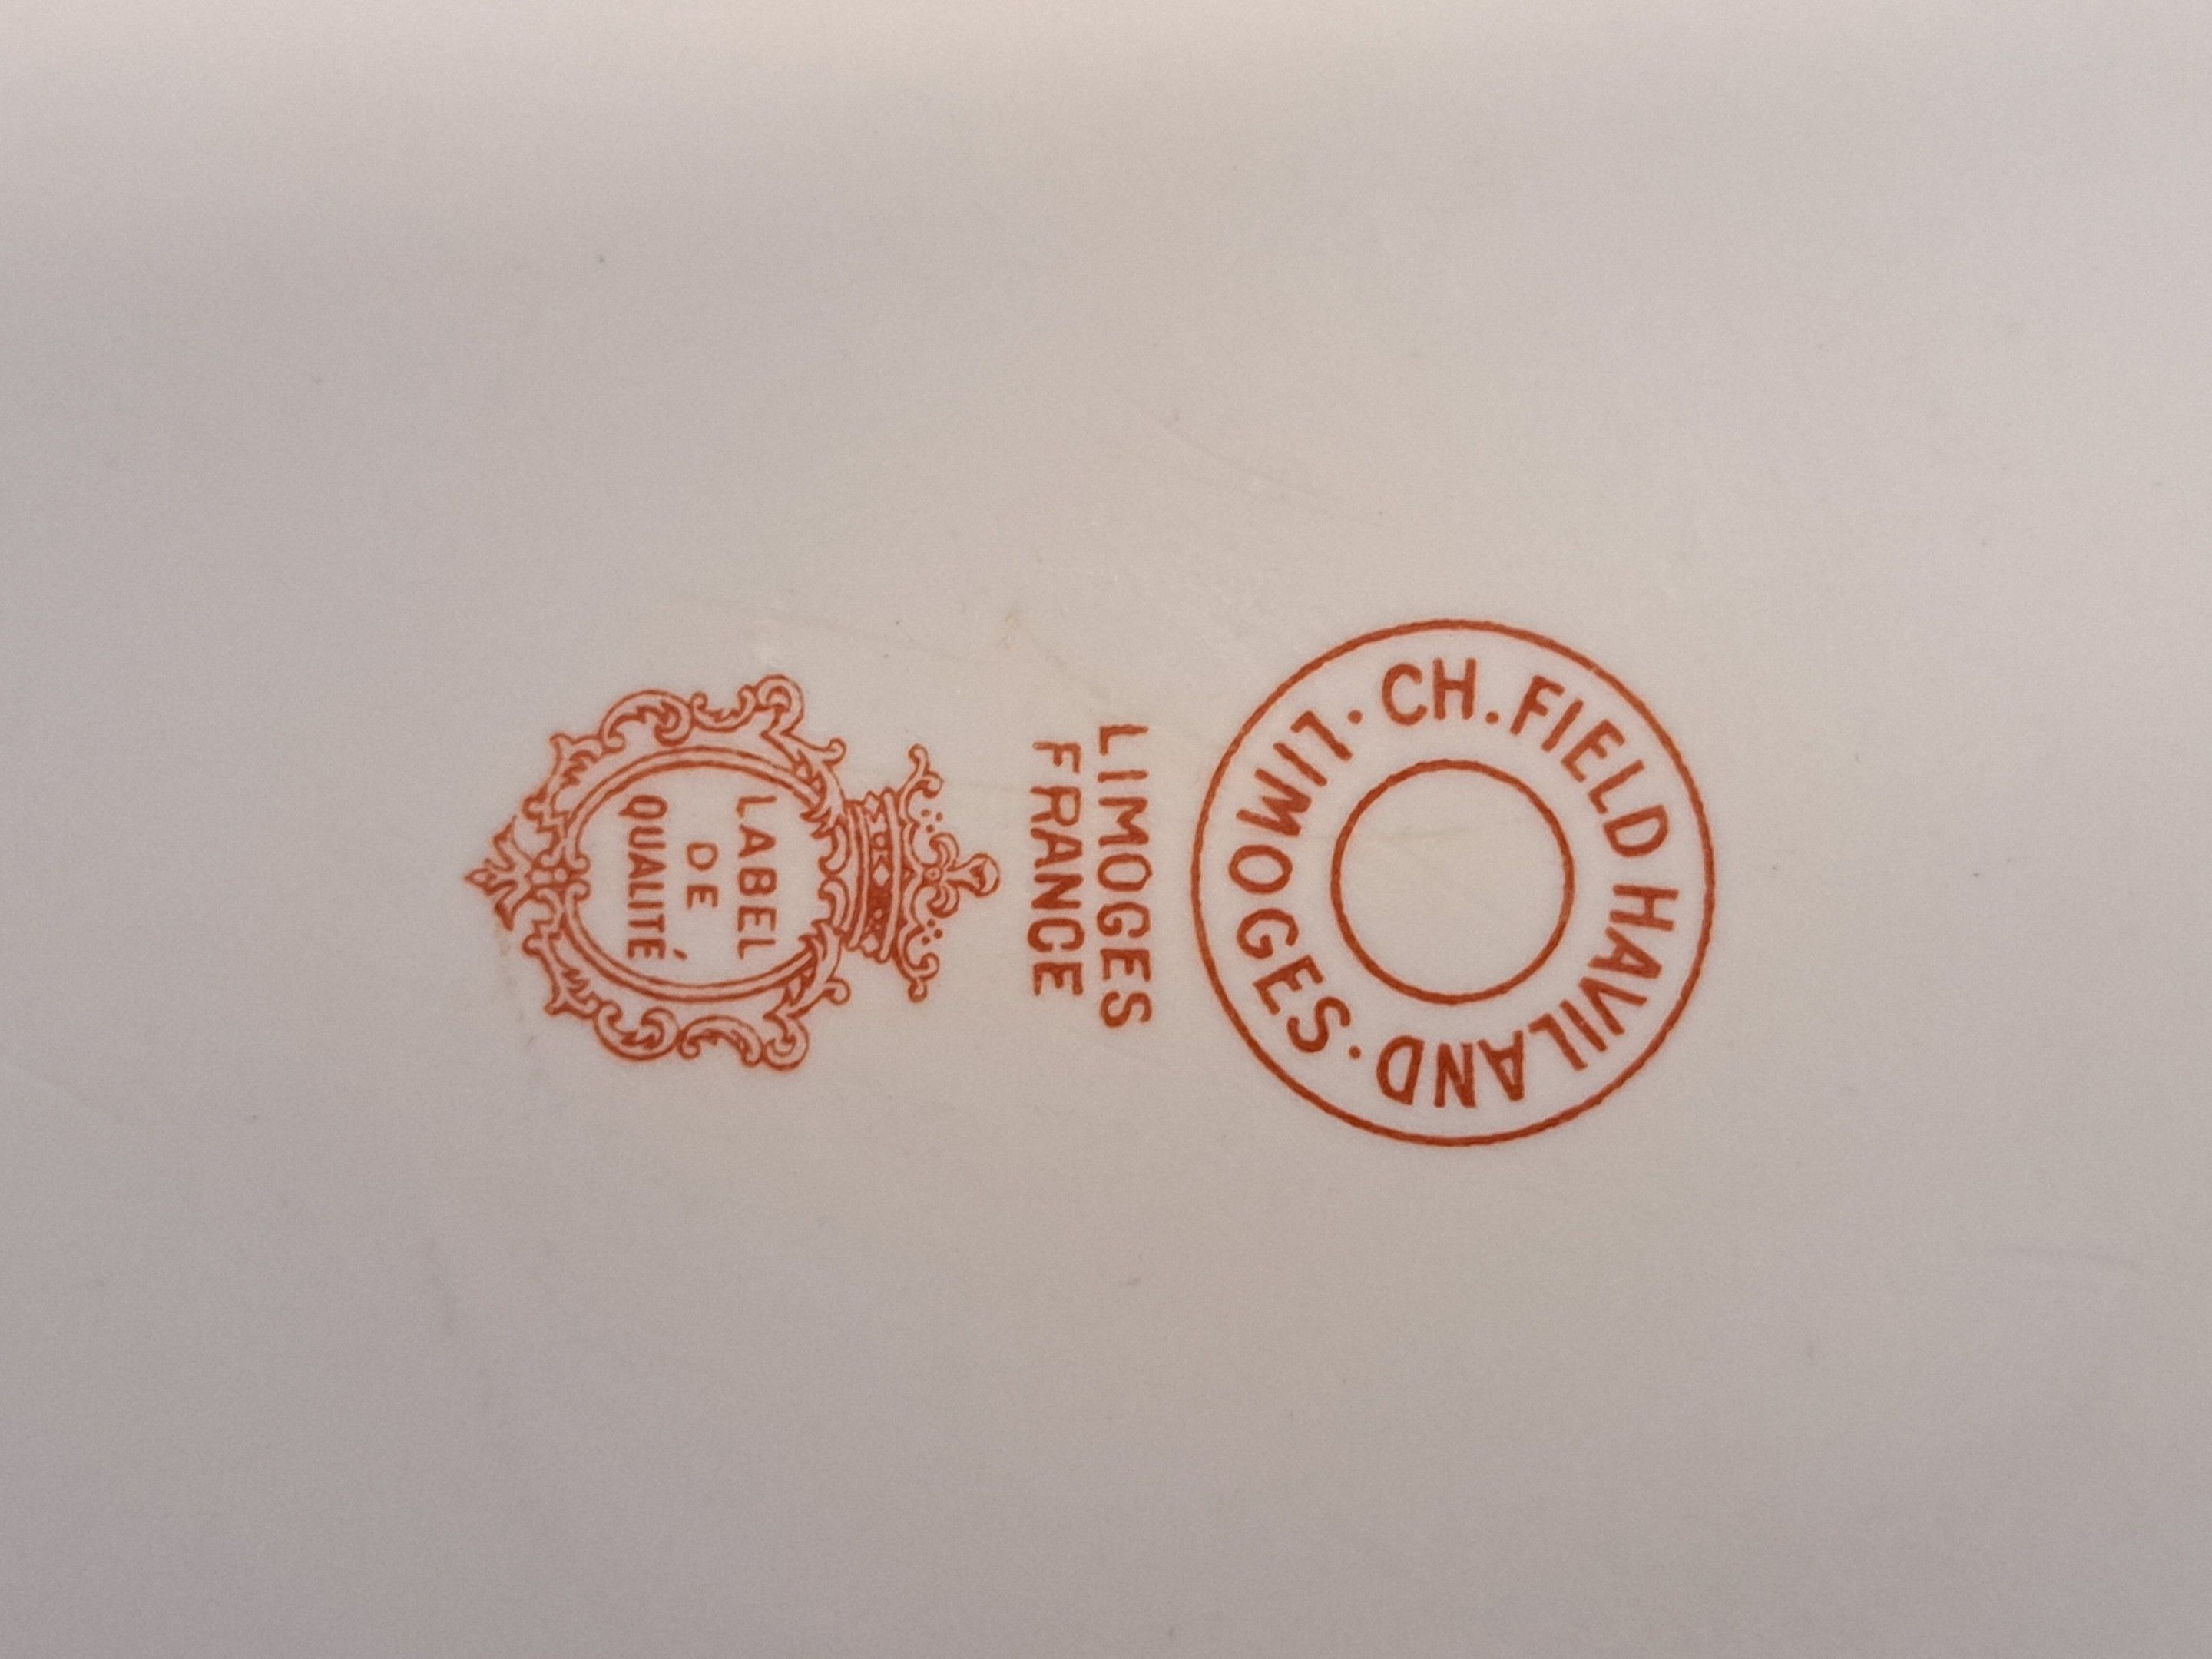 CH. FIELD HAVILAND · LIMOGES ·
LIMOGES
FRANCE
LABEL
DE
QUALITÉ